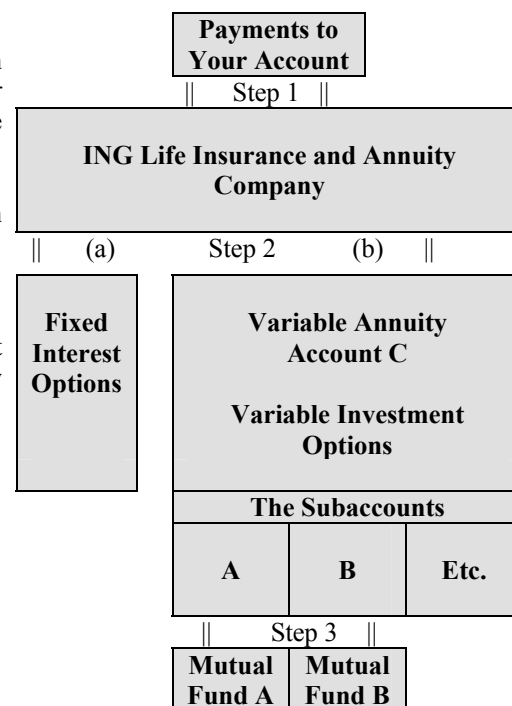 Payments to
Your Account
|| Step 1 ||
ING Life Insurance and Annuity
Company
|| (a) Step 2 (b) ||
Fixed
Interest
Options
Variable Annuity
Account C
Variable Investment
Options
The Subaccounts
A B Etc.
|| Step 3 ||
Mutual
Fund A
Mutual
Fund B